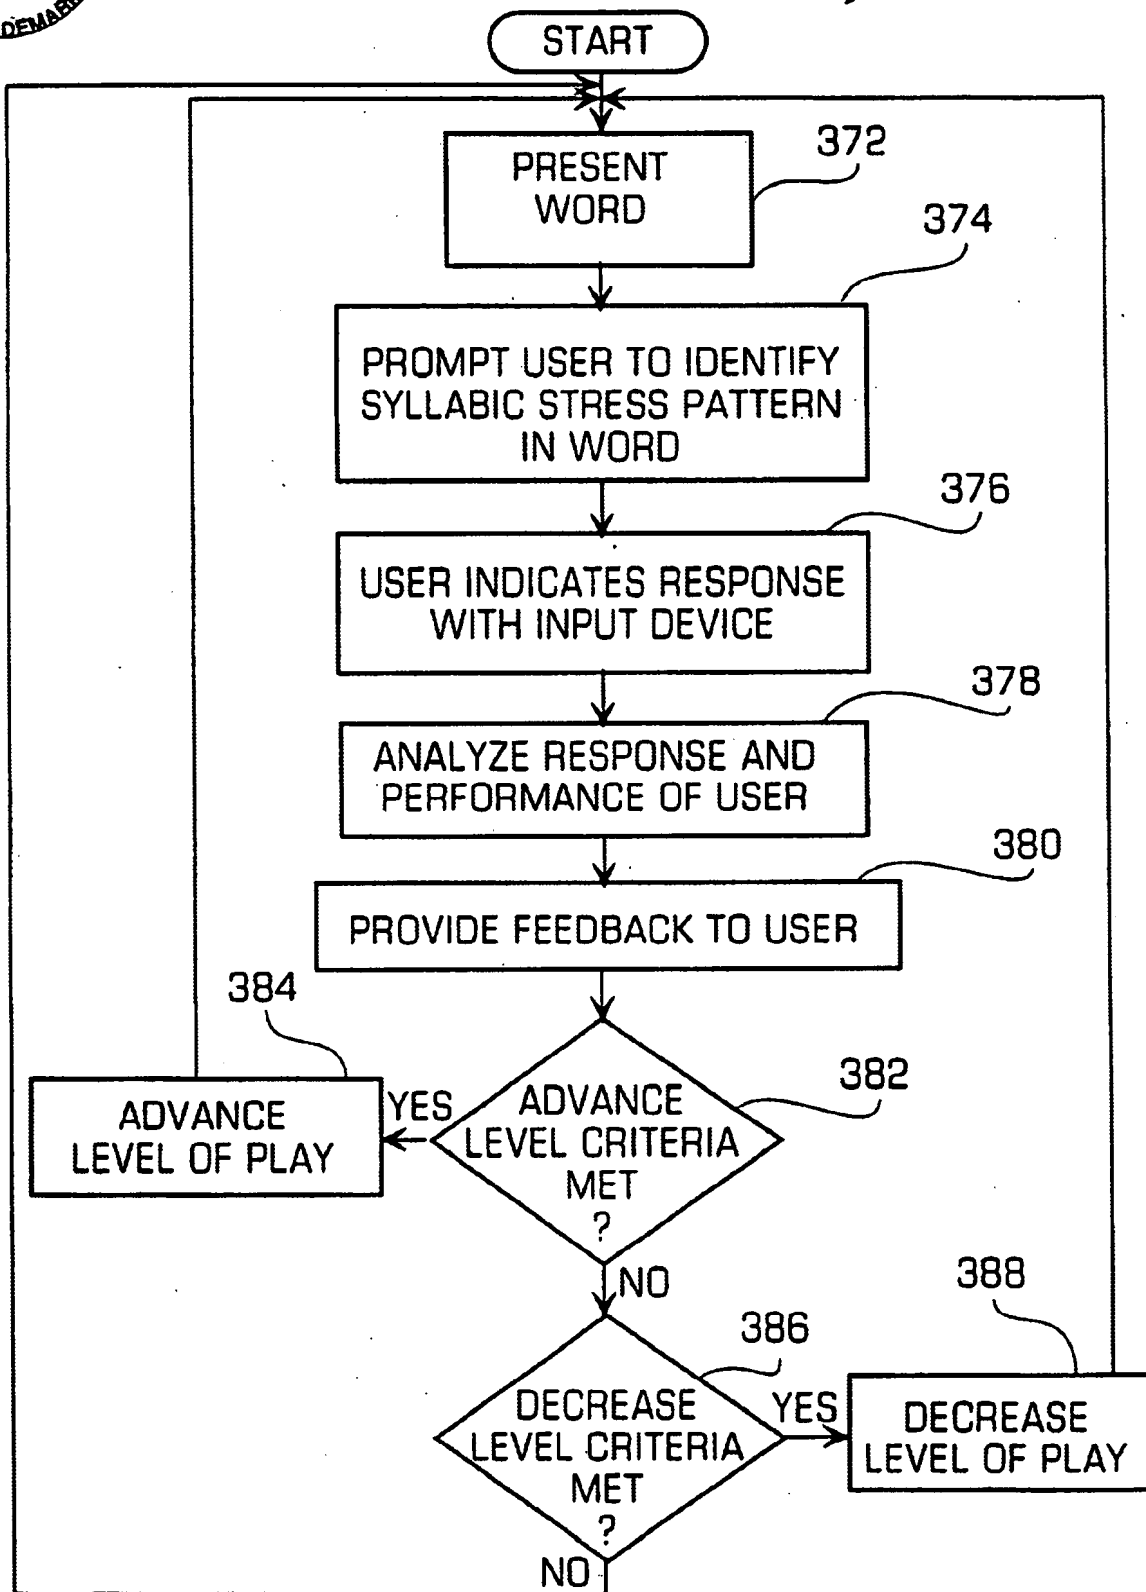 DEMARK
START
372
PRESENT
WORD
374
PROMPT USER TO IDENTIFY
SYLLABIC STRESS PATTERN
IN WORD
376
USER INDICATES RESPONSE
WITH INPUT DEVICE
378
ANALYZE RESPONSE AND
PERFORMANCE OF USER
380
PROVIDE FEEDBACK TO USER
384
382
ADVANCE
LEVEL OF PLAY
YES
ADVANCE
LEVEL CRITERIA
MET
?
NO
388
386
DECREASE
LEVEL CRITERIA
MET
?
YES
DECREASE
LEVEL OF PLAY
NO